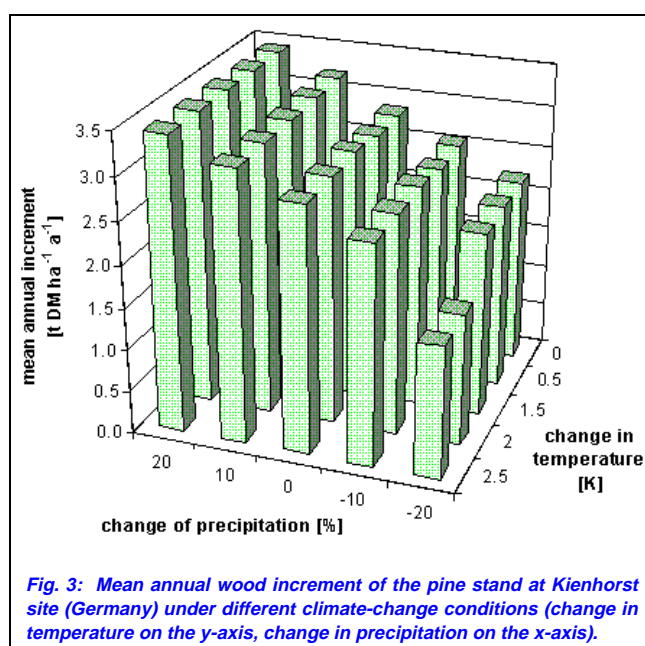 3.5
3.0
2.5
2.0
1.5
1.0
0.5
0.0
mean annual increment
[t DM ha⁻¹ a⁻¹]
20
10
0
-10
-20
change of precipitation [%]
0
0.5
1.5
2
2.5
change in
temperature
[K]
Fig. 3: Mean annual wood increment of the pine stand at Kienhorst
site (Germany) under different climate-change conditions (change in
temperature on the y-axis, change in precipitation on the x-axis).